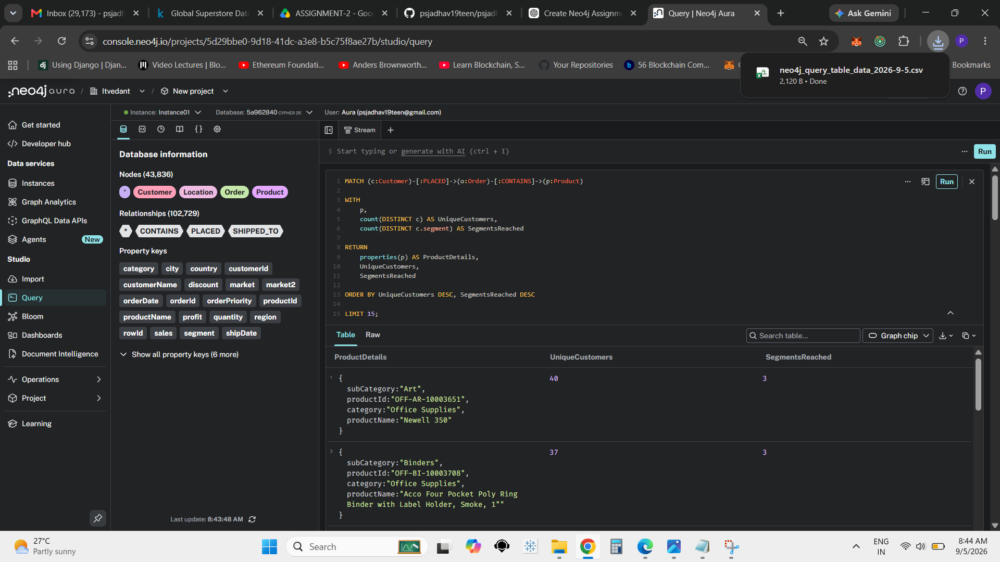 Inbox (29,173) - psjadh
Global Superstore Data
ASSIGNMENT-2 - Goo
psjadhav19teen/psjadh
Create Neo4j Assignm
Query | Neo4j Aura
Ask Gemini
console.neo4j.io/projects/5d29bbe0-9d18-41dc-a3e8-b5c75f8ae27b/studio/query
P
Using Django | Djan...
Video Lectures | Blo...
Ethereum Foundati...
Anders Brownworth...
Learn Blockchain, S...
Your Repositories
56 Blockchain Com...
Bookmarks
neo4j_query_table_data_2026-9-5.csv
2,120 B • Done
neo4j aura / Itvedant / New project
P
Get started
Developer hub
Data services
Instances
Graph Analytics
GraphQL Data APIs
Agents New
Studio
Import
Query
Bloom
Dashboards
Document Intelligence
Operations
Project
Learning
Instance: Instance01
Database: 5a962840 CYPHER 25
User: Aura (psjadhav19teen@gmail.com)
Database information
Nodes (43,836)
* Customer Location Order Product
Relationships (102,729)
* CONTAINS PLACED SHIPPED_TO
Property keys
category city country customerId
customerName discount market market2
orderDate orderId orderPriority productId
productName profit quantity region
rowId sales segment shipDate
Show all property keys (6 more)
Last update: 8:43:48 AM
Stream
$ Start typing or generate with AI (ctrl + I)
Run
1 MATCH (c:Customer)-[:PLACED]->(o:Order)-[:CONTAINS]->(p:Product)
2
3 WITH
4 p,
5 count(DISTINCT c) AS UniqueCustomers,
6 count(DISTINCT c.segment) AS SegmentsReached
7
8 RETURN
9 properties(p) AS ProductDetails,
10 UniqueCustomers,
11 SegmentsReached
12
13 ORDER BY UniqueCustomers DESC, SegmentsReached DESC
14
15 LIMIT 15;
Run
Table Raw
Search table...
Graph chip
ProductDetails UniqueCustomers SegmentsReached
1 { 40 3
subCategory:"Art",
productId:"OFF-AR-10003651",
category:"Office Supplies",
productName:"Newell 350"
}
2 { 37 3
subCategory:"Binders",
productId:"OFF-BI-10003708",
category:"Office Supplies",
productName:"Acco Four Pocket Poly Ring
Binder with Label Holder, Smoke, 1""
}
27°C
Partly sunny
Search
ENG
IN
8:44 AM
9/5/2026